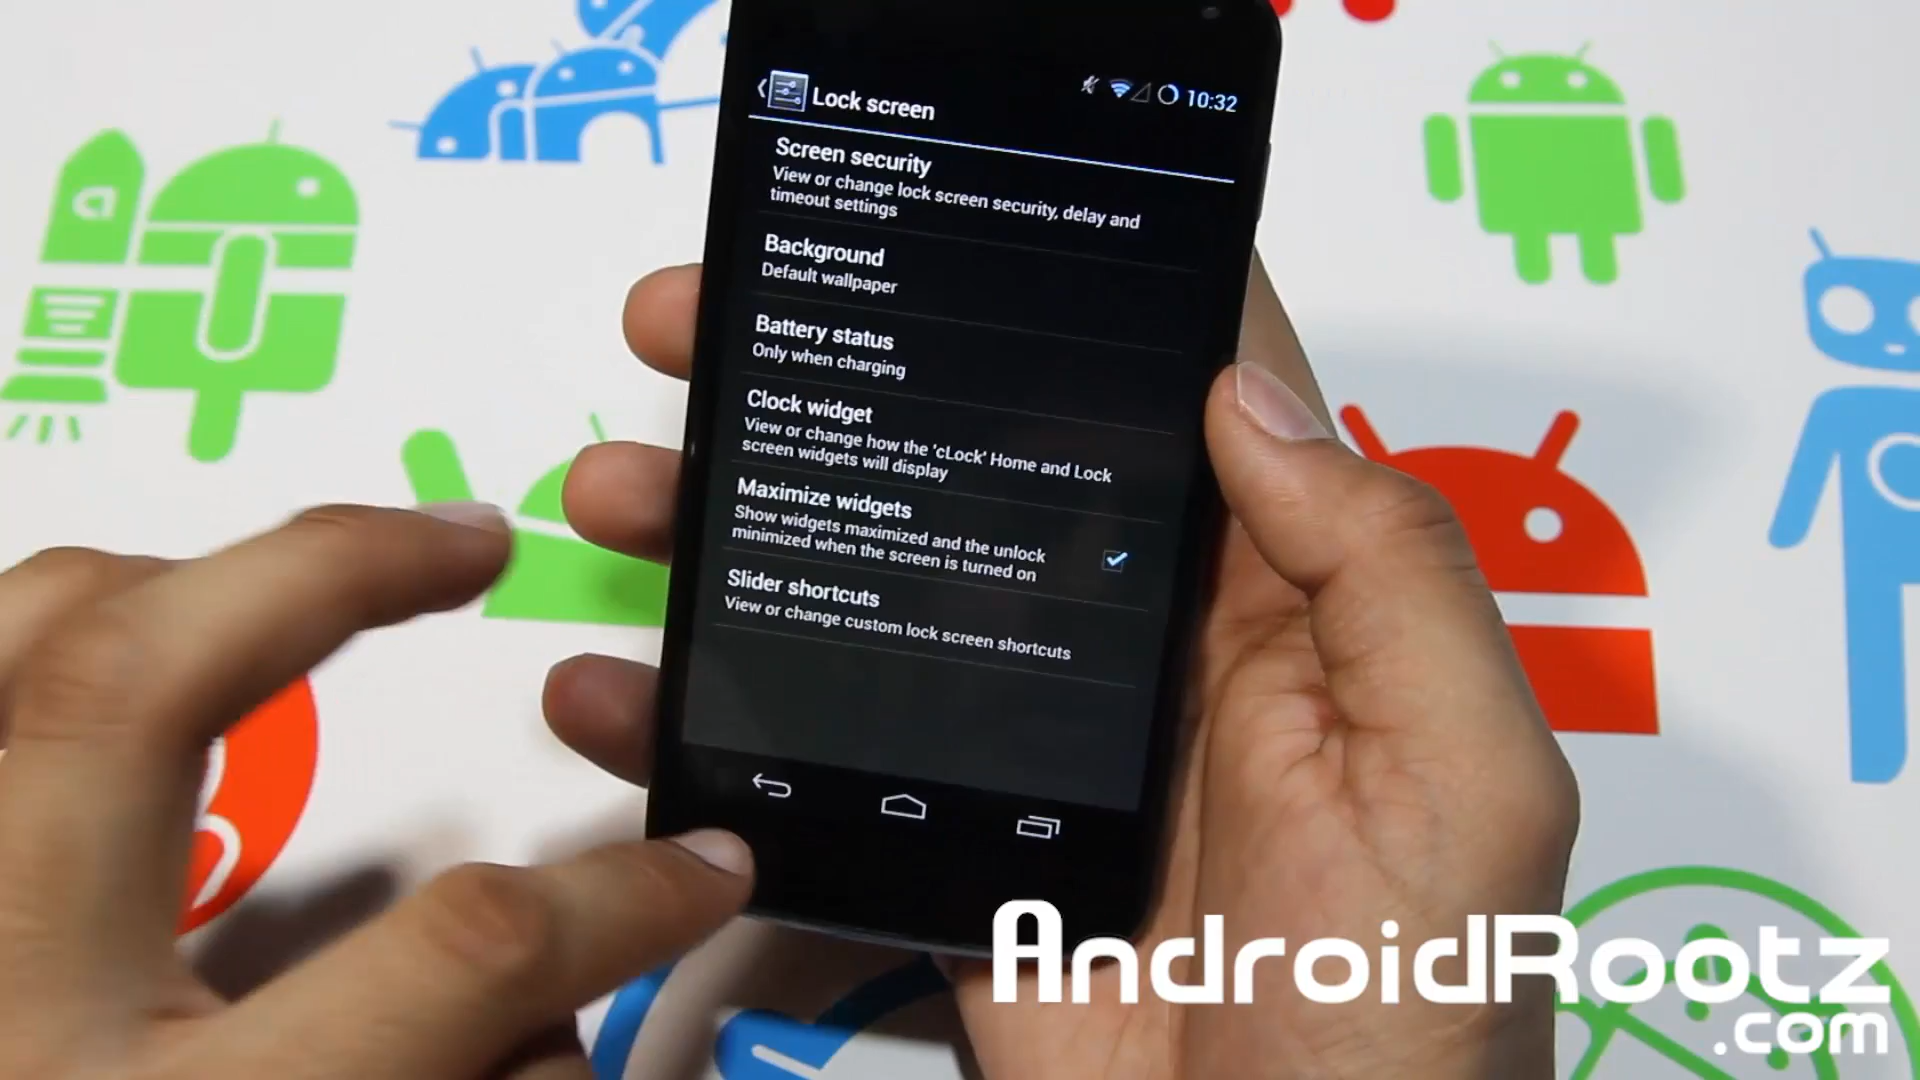 Lock screen
10:32
Screen security
View or change lock screen security, delay and
timeout settings
Background
Default wallpaper
Battery status
Only when charging
Clock widget
View or change how the 'cLock' Home and Lock
screen widgets will display
Maximize widgets
Show widgets maximized and the unlock
minimized when the screen is turned on
Slider shortcuts
View or change custom lock screen shortcuts
AndroidRootz
.com